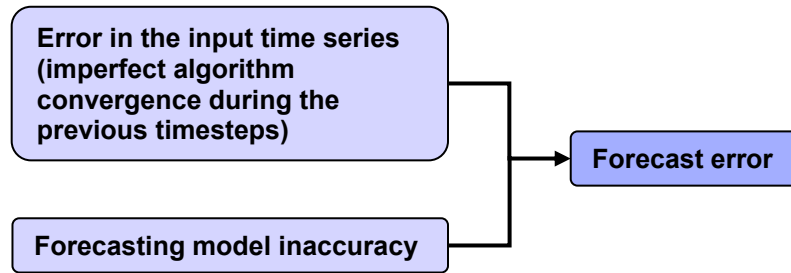 Error in the input time series
(imperfect algorithm
convergence during the
previous timesteps)
Forecast error
Forecasting model inaccuracy